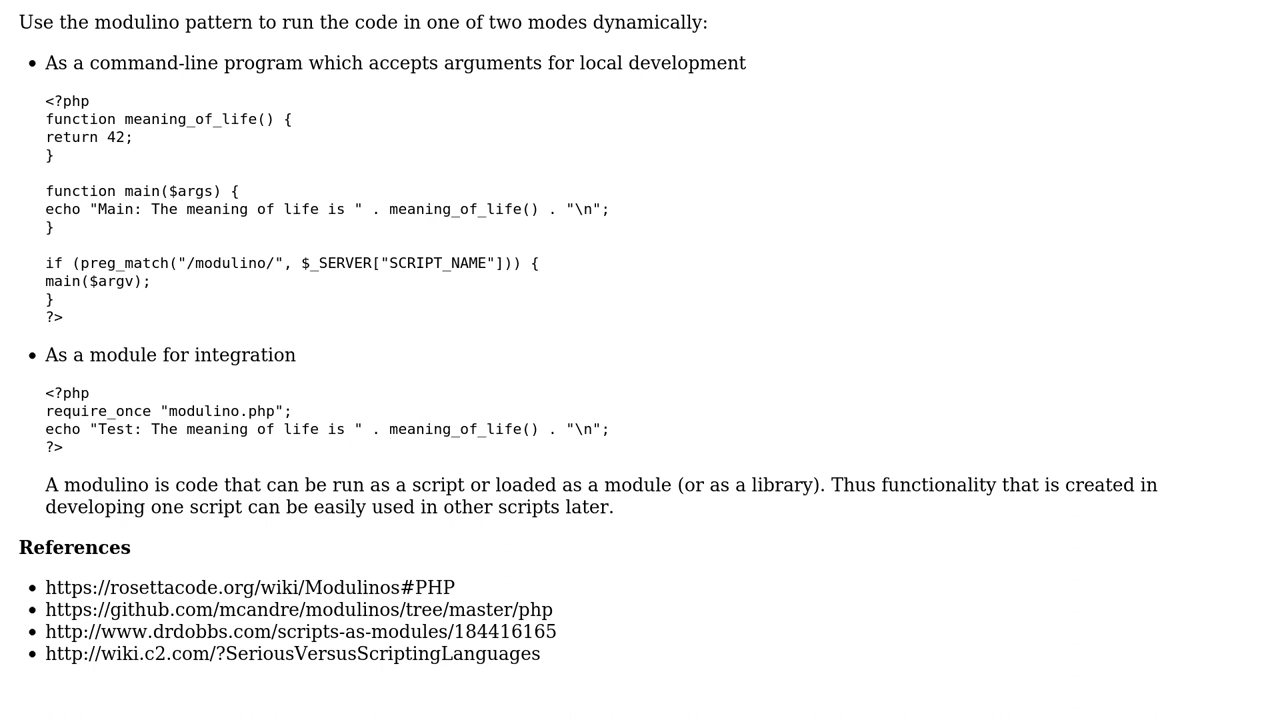 Use the modulino pattern to run the code in one of two modes dynamically:
• As a command-line program which accepts arguments for local development
<?php
function meaning_of_life() {
return 42;
}
function main($args) {
echo "Main: The meaning of life is " . meaning_of_life() . "\n";
}
if (preg_match("/modulino/", $_SERVER["SCRIPT_NAME"])) {
main($argv);
}
?>
• As a module for integration
<?php
require_once "modulino.php";
echo "Test: The meaning of life is " . meaning_of_life() . "\n";
?>
A modulino is code that can be run as a script or loaded as a module (or as a library). Thus functionality that is created in
developing one script can be easily used in other scripts later.
References
• https://rosettacode.org/wiki/Modulinos#PHP
• https://github.com/mcandre/modulinos/tree/master/php
• http://www.drdobbs.com/scripts-as-modules/184416165
• http://wiki.c2.com/?SeriousVersusScriptingLanguages